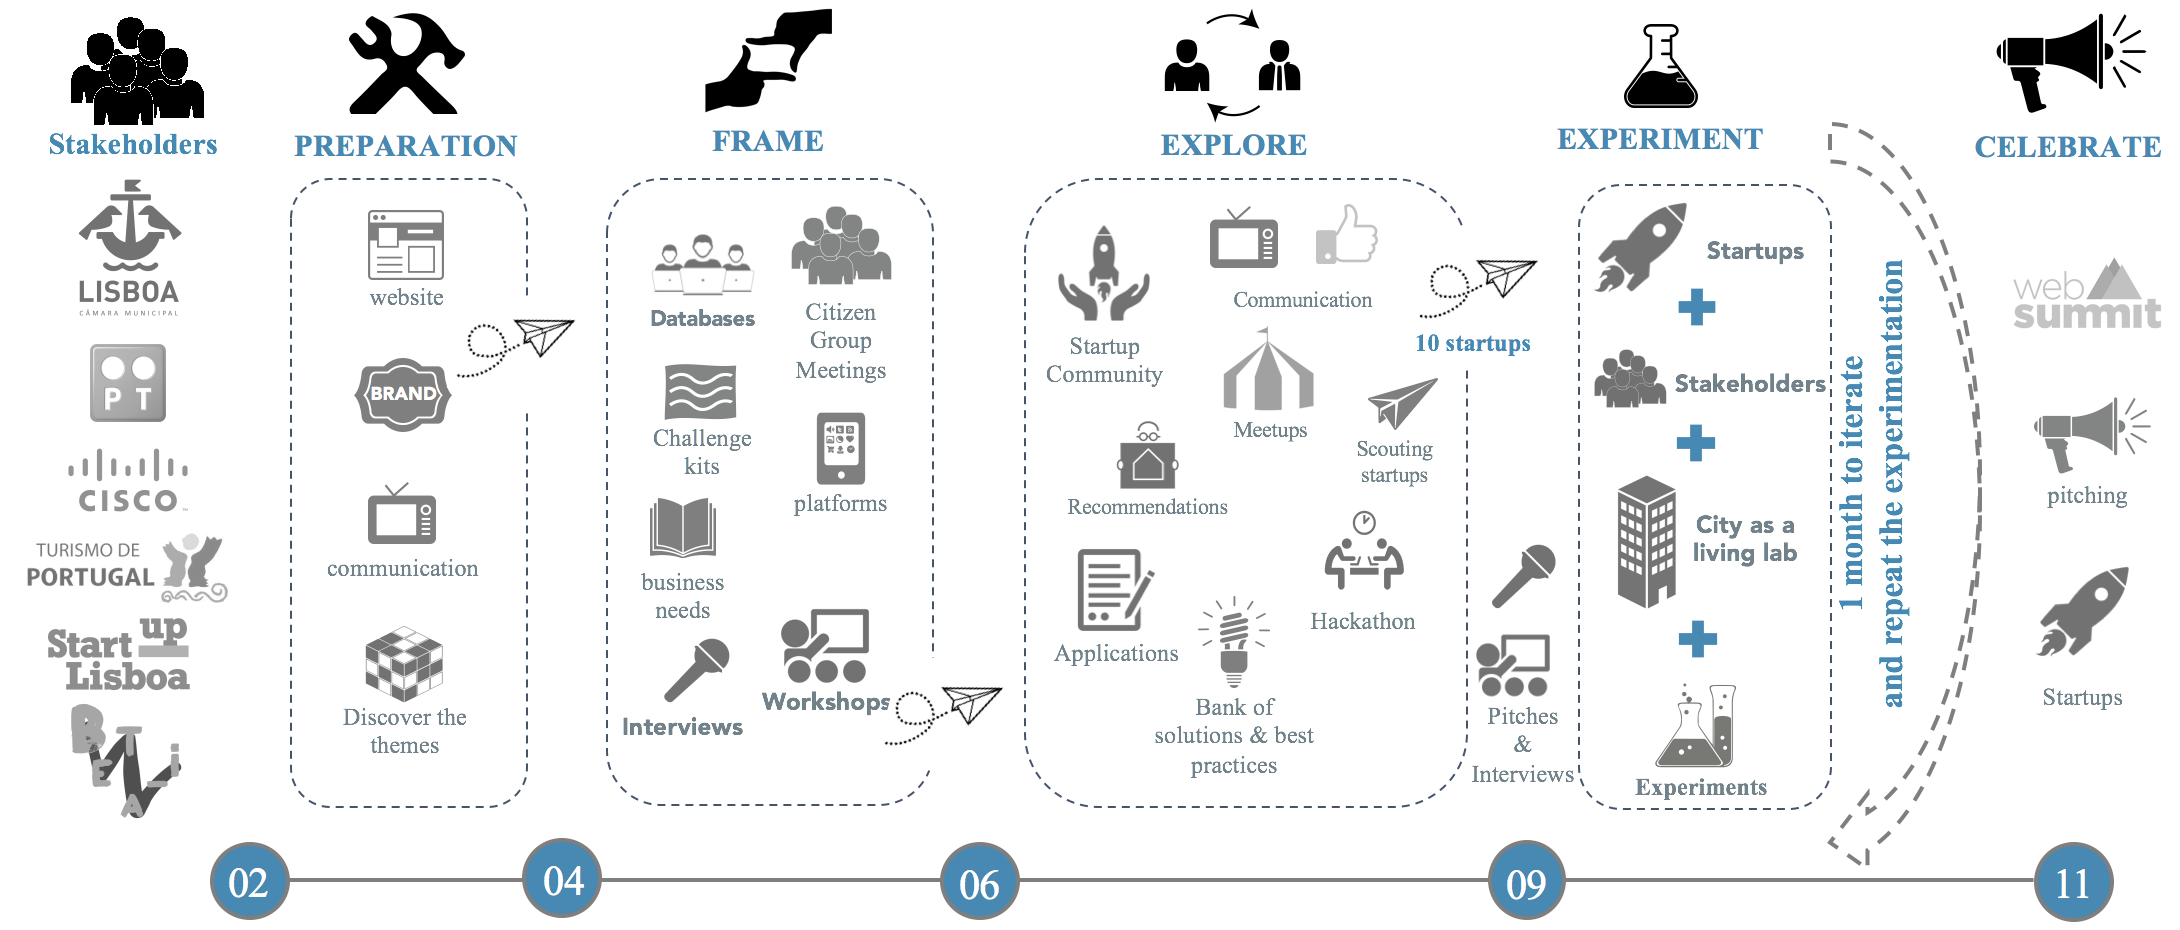 Stakeholders
PREPARATION
FRAME
EXPLORE
EXPERIMENT
CELEBRATE
LISBOA
CÂMARA MUNICIPAL
PT
CISCO
TURISMO DE
PORTUGAL
Start up
Lisboa
BETA-i
website
BRAND
communication
Discover the
themes
Databases
Citizen
Group
Meetings
Challenge
kits
platforms
business
needs
Interviews
Workshops
Startup
Community
Communication
Meetups
Scouting
startups
Recommendations
Applications
Hackathon
Bank of
solutions & best
practices
10 startups
Pitches
&
Interviews
Startups
Stakeholders
City as a
living lab
Experiments
1 month to iterate
and repeat the experimentation
web
summit
pitching
Startups
02
04
06
09
11